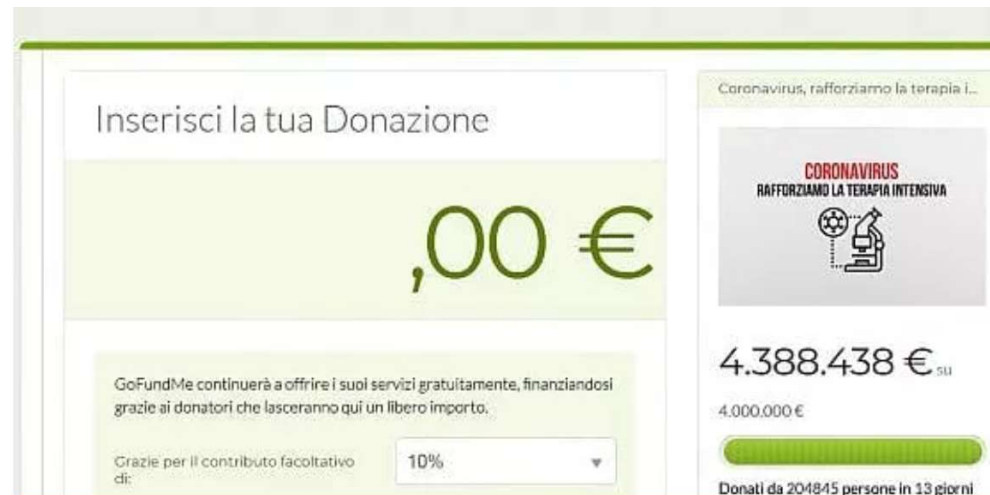 Inserisci la tua Donazione
,00 €
GoFundMe continuerà a offrire i suoi servizi gratuitamente, finanziandosi
grazie ai donatori che lasceranno qui un libero importo.
Grazie per il contributo facoltativo
di:
10%
Coronavirus, rafforziamo la terapia i...
CORONAVIRUS
RAFFORZIAMO LA TERAPIA INTENSIVA
4.388.438 € su
4.000.000 €
Donati da 204845 persone in 13 giorni